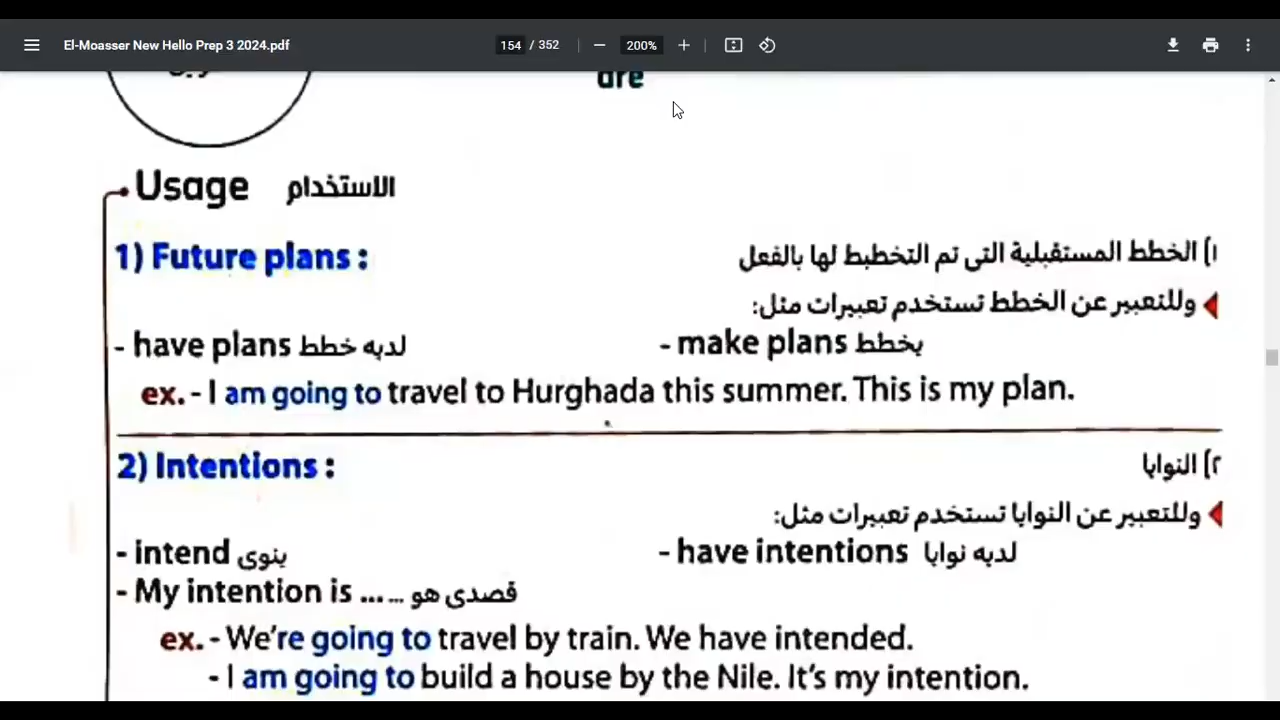 El-Moasser New Hello Prep 3 2024.pdf 154 / 352 200%
are
Usage الاستخدام
1) Future plans : ١) الخطط المستقبلية التى تم التخطيط لها بالفعل
وللتعبير عن الخطط تستخدم تعبيرات مثل:
- have plans لديه خطط - make plans يخطط
ex. - I am going to travel to Hurghada this summer. This is my plan.
2) Intentions : ٢) النوايا
وللتعبير عن النوايا تستخدم تعبيرات مثل:
- intend ينوى - have intentions لديه نوايا
- My intention is ... ... قصدى هو
ex. - We're going to travel by train. We have intended.
- I am going to build a house by the Nile. It's my intention.